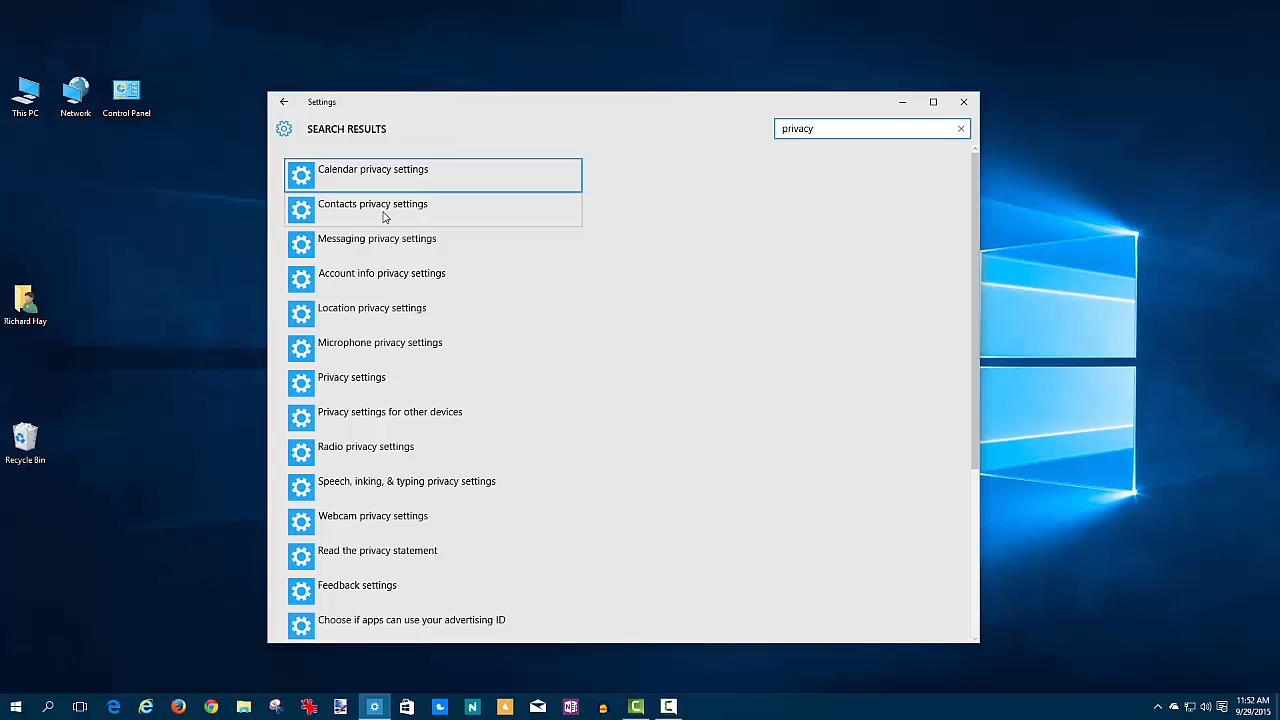 This PC
Network
Control Panel
Richard Hay
Recycle Bin
Settings
SEARCH RESULTS
privacy
Calendar privacy settings
Contacts privacy settings
Messaging privacy settings
Account info privacy settings
Location privacy settings
Microphone privacy settings
Privacy settings
Privacy settings for other devices
Radio privacy settings
Speech, inking, & typing privacy settings
Webcam privacy settings
Read the privacy statement
Feedback settings
Choose if apps can use your advertising ID
11:52 AM
9/29/2015